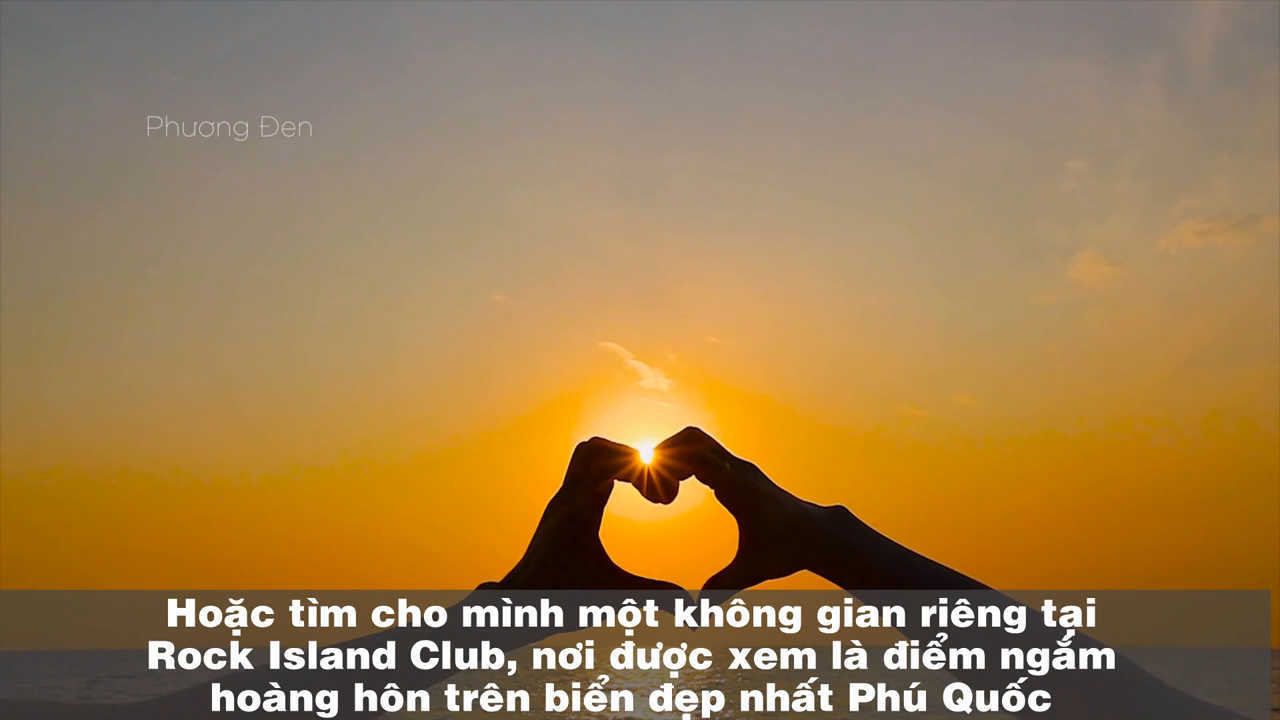 Phương Đen
Hoặc tìm cho mình một không gian riêng tại
Rock Island Club, nơi được xem là điểm ngắm
hoàng hôn trên biển đẹp nhất Phú Quốc